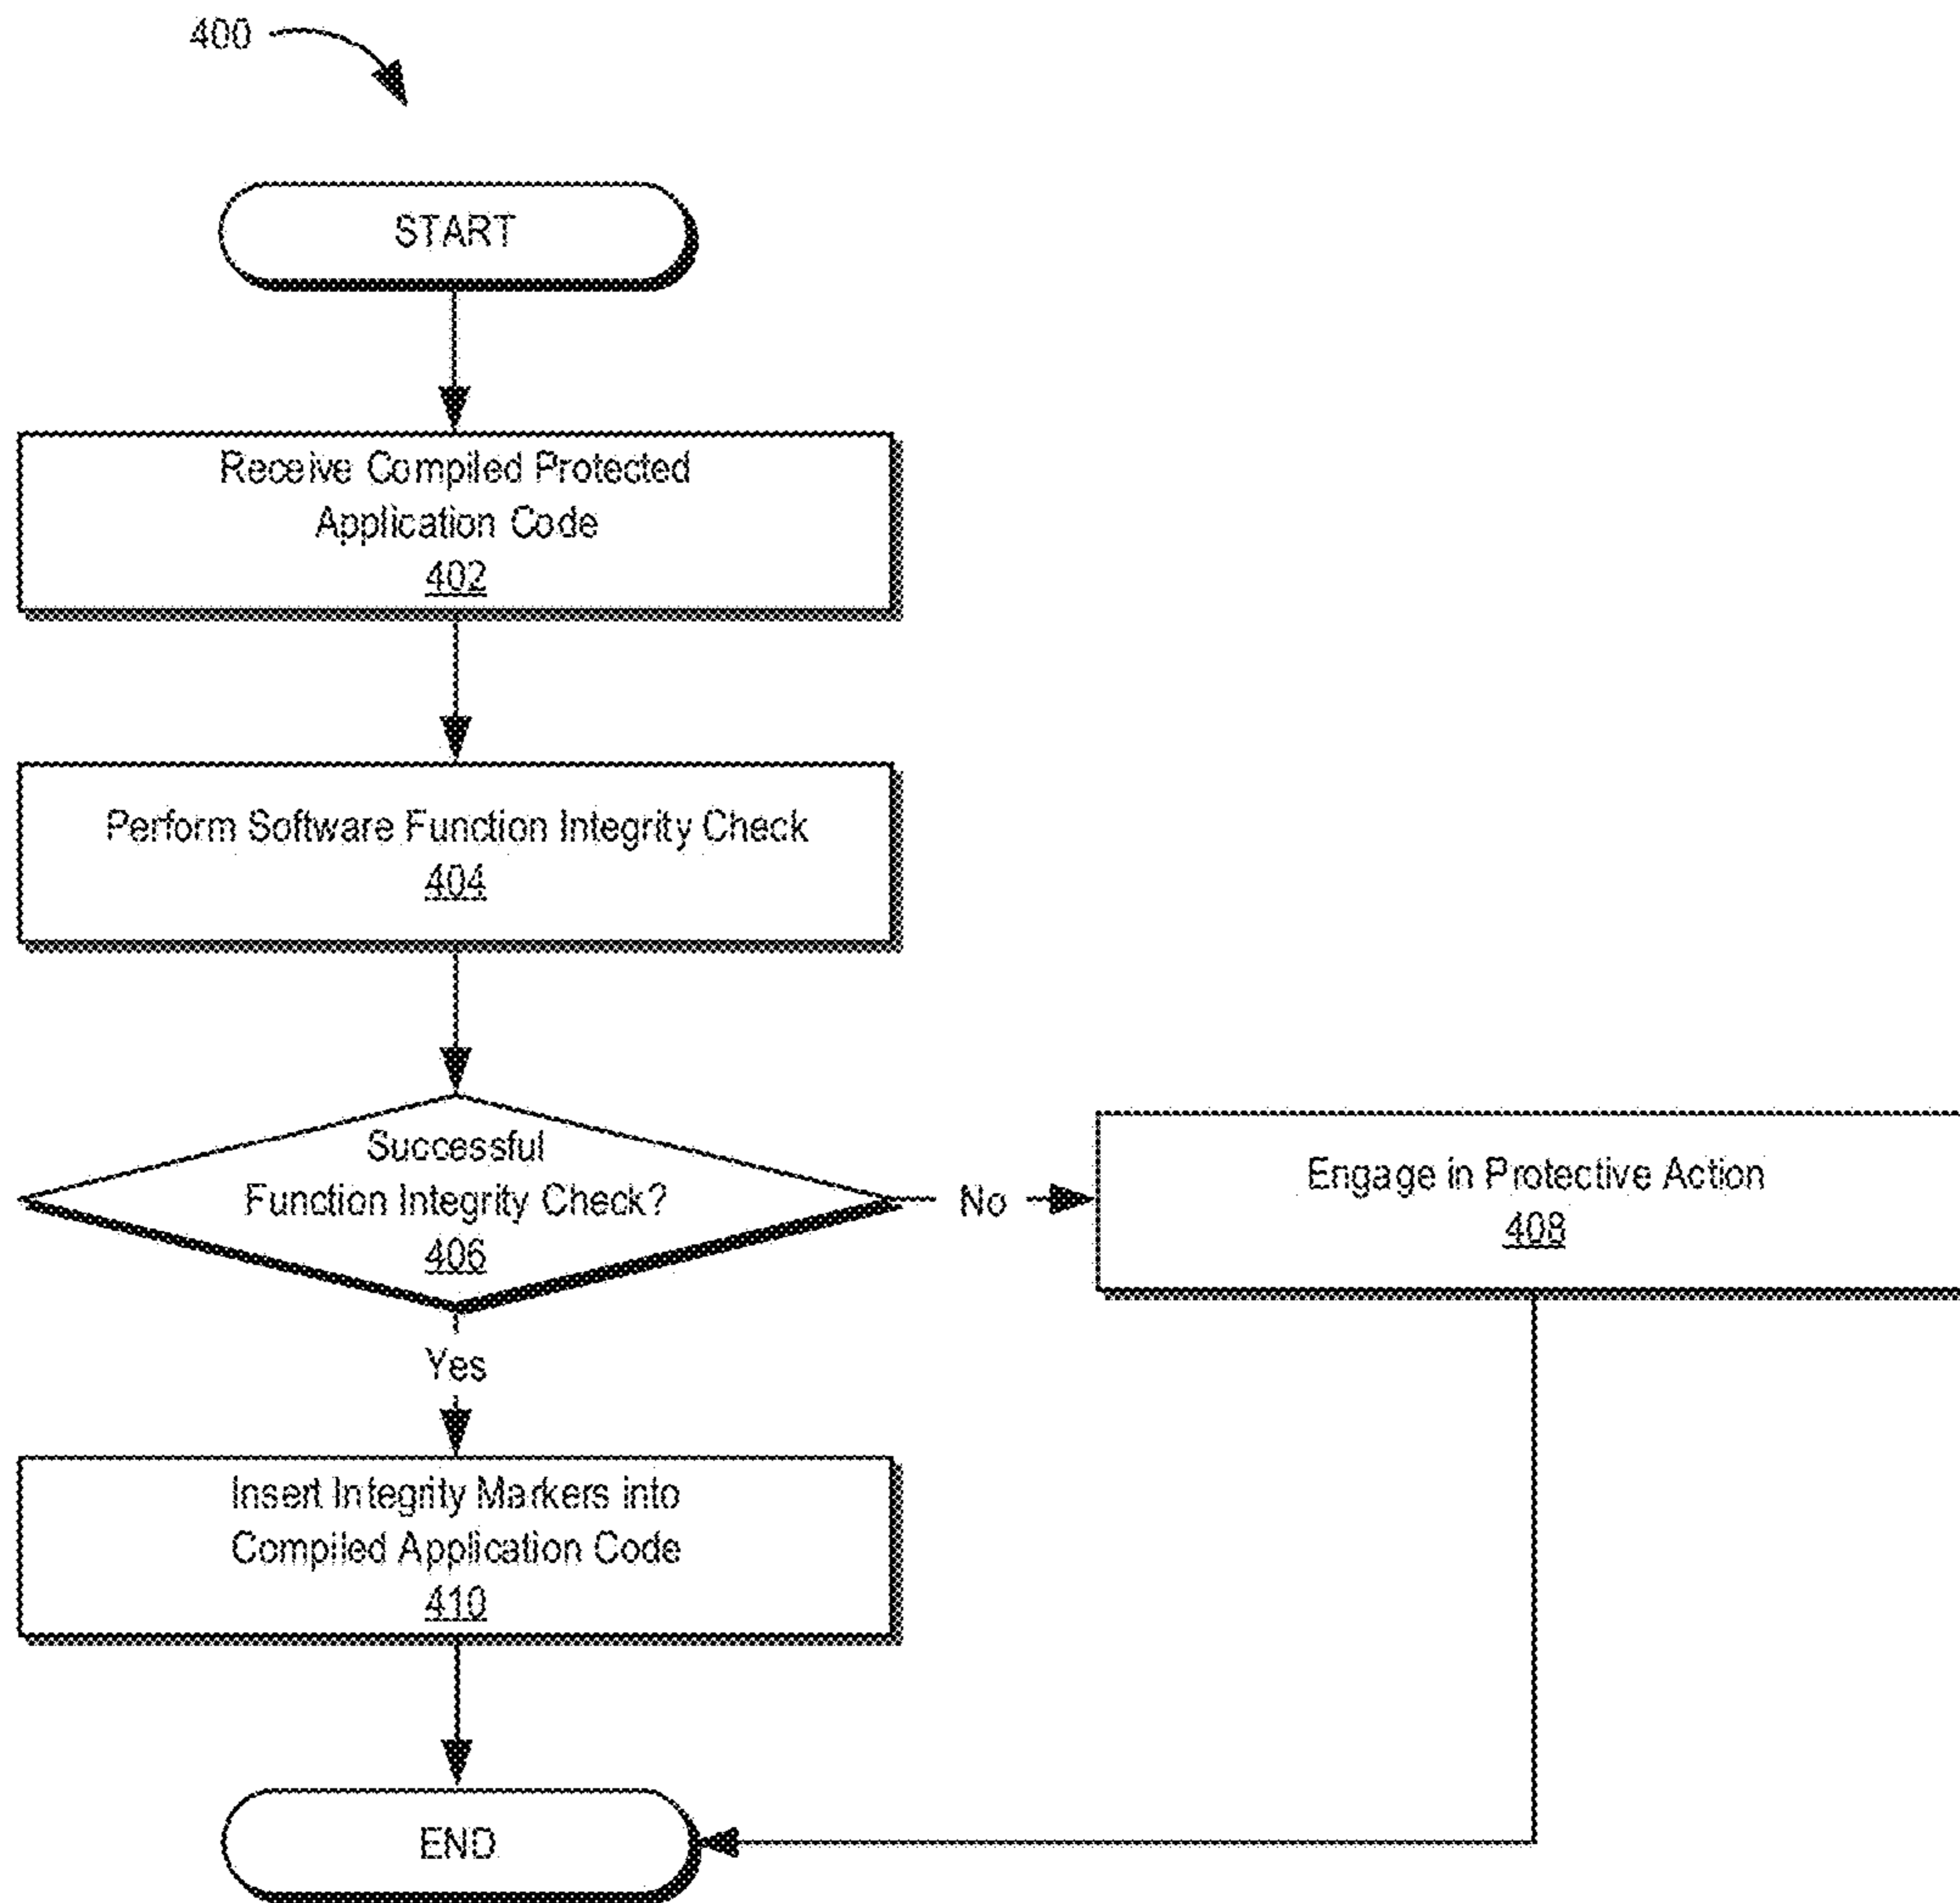 400
START
Receive Compiled Protected
Application Code
402
Perform Software Function Integrity Check
404
Successful
Function Integrity Check?
406
No
Engage in Protective Action
408
Yes
Insert Integrity Markers into
Compiled Application Code
410
END